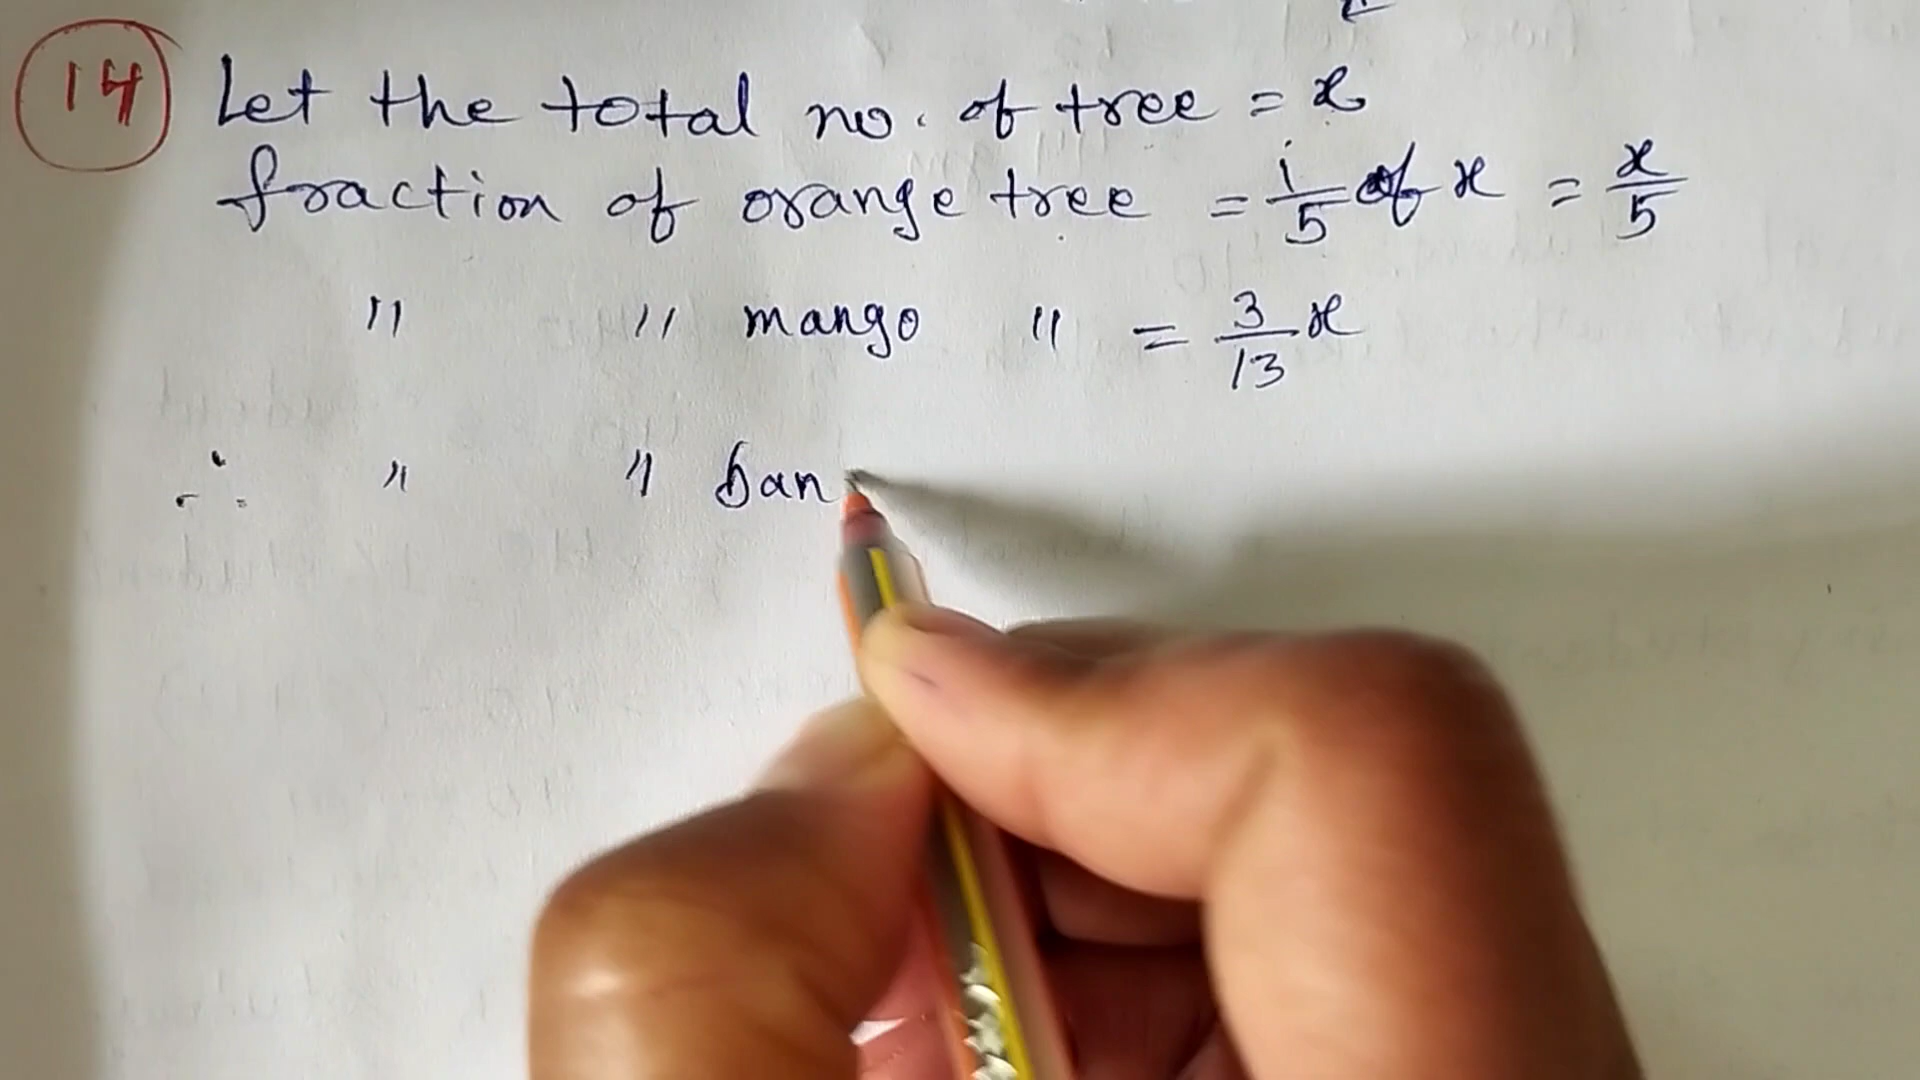 14 Let the total no. of tree = x
fraction of orange tree = 1/5 of x = x/5
" " mango " = 3/13 x
∴ " " ban